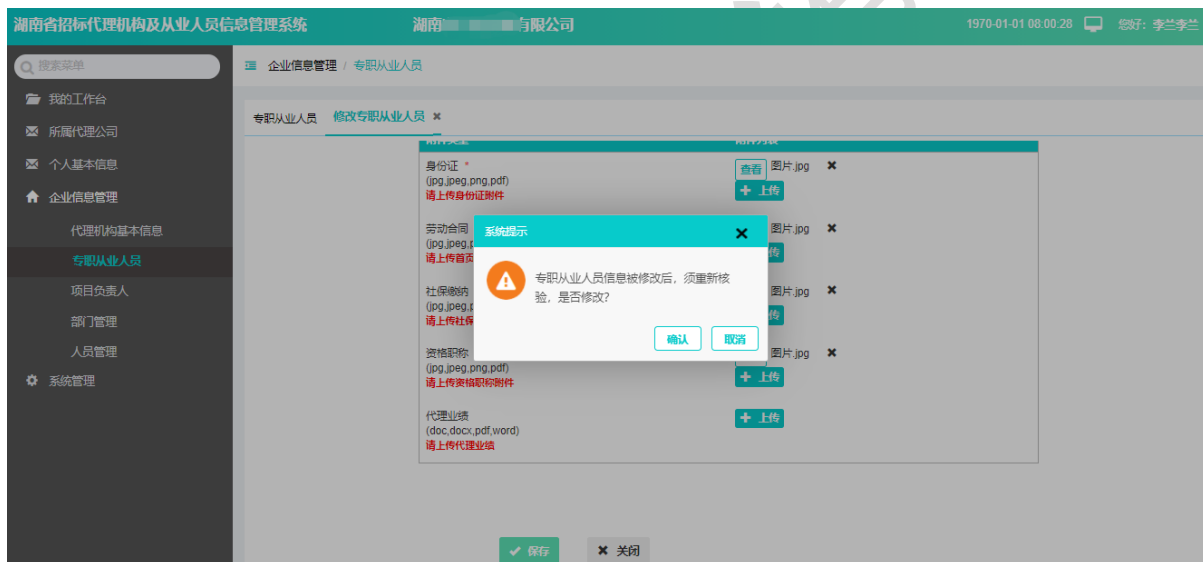 湖南省招标代理机构及从业人员信息管理系统
湖南 有限公司
1970-01-01 08:00:28
您好: 李兰李兰
搜索菜单
企业信息管理 / 专职从业人员
我的工作台
所属代理公司
个人基本信息
企业信息管理
代理机构基本信息
专职从业人员
项目负责人
部门管理
人员管理
系统管理
专职从业人员
修改专职从业人员
附件类型
附件列表
身份证 *
(jpg,jpeg,png,pdf)
请上传身份证附件
查看 图片.jpg
上传
劳动合同
(jpg,jpeg,p
请上传首页
图片.jpg
传
系统提示
专职从业人员信息被修改后，须重新核
验，是否修改?
确认
取消
社保缴纳
(jpg,jpeg,p
请上传社保
图片.jpg
传
资格职称
(jpg,jpeg,png,pdf)
请上传资格职称附件
图片.jpg
上传
代理业绩
(doc,docx,pdf,word)
请上传代理业绩
上传
保存
关闭